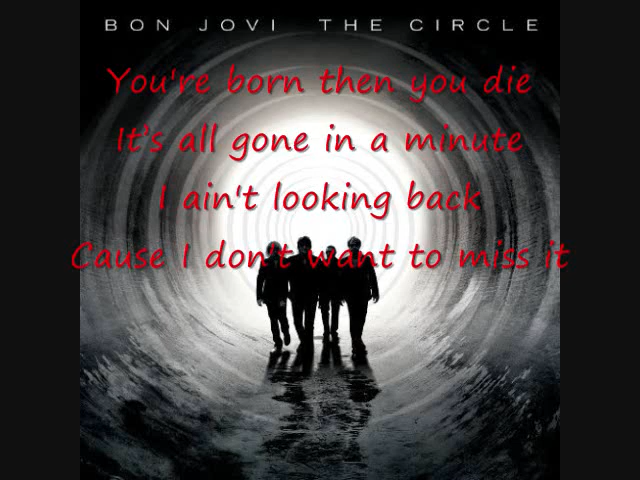 BON JOVI THE CIRCLE
You're born then you die
It's all gone in a minute
I ain't looking back
Cause I don't want to miss it